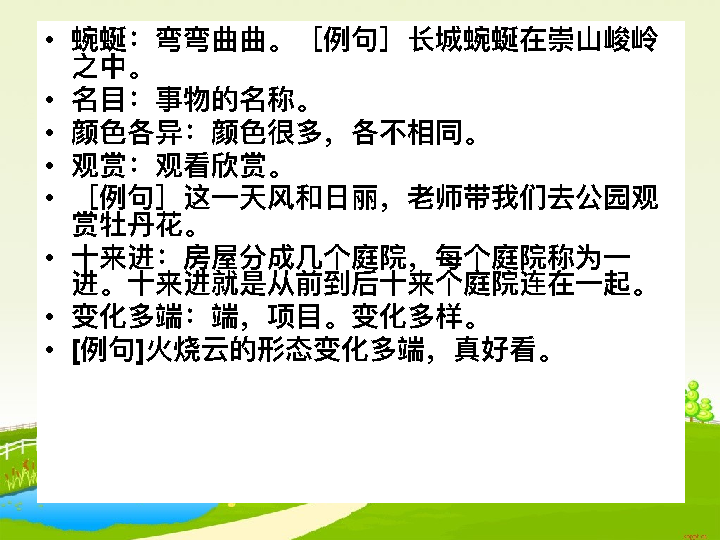 • 蜿蜒：弯弯曲曲。［例句］长城蜿蜒在崇山峻岭
之中。
• 名目：事物的名称。
• 颜色各异：颜色很多，各不相同。
• 观赏：观看欣赏。
• ［例句］这一天风和日丽，老师带我们去公园观
赏牡丹花。
• 十来进：房屋分成几个庭院，每个庭院称为一
进。十来进就是从前到后十来个庭院连在一起。
• 变化多端：端，项目。变化多样。
• [例句]火烧云的形态变化多端，真好看。